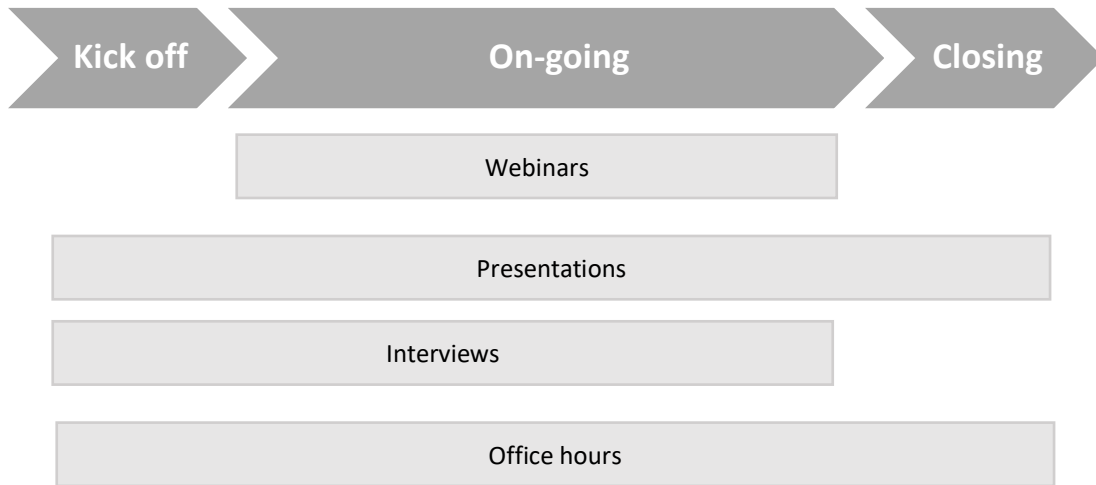 Kick off
On-going
Closing
Webinars
Presentations
Interviews
Office hours